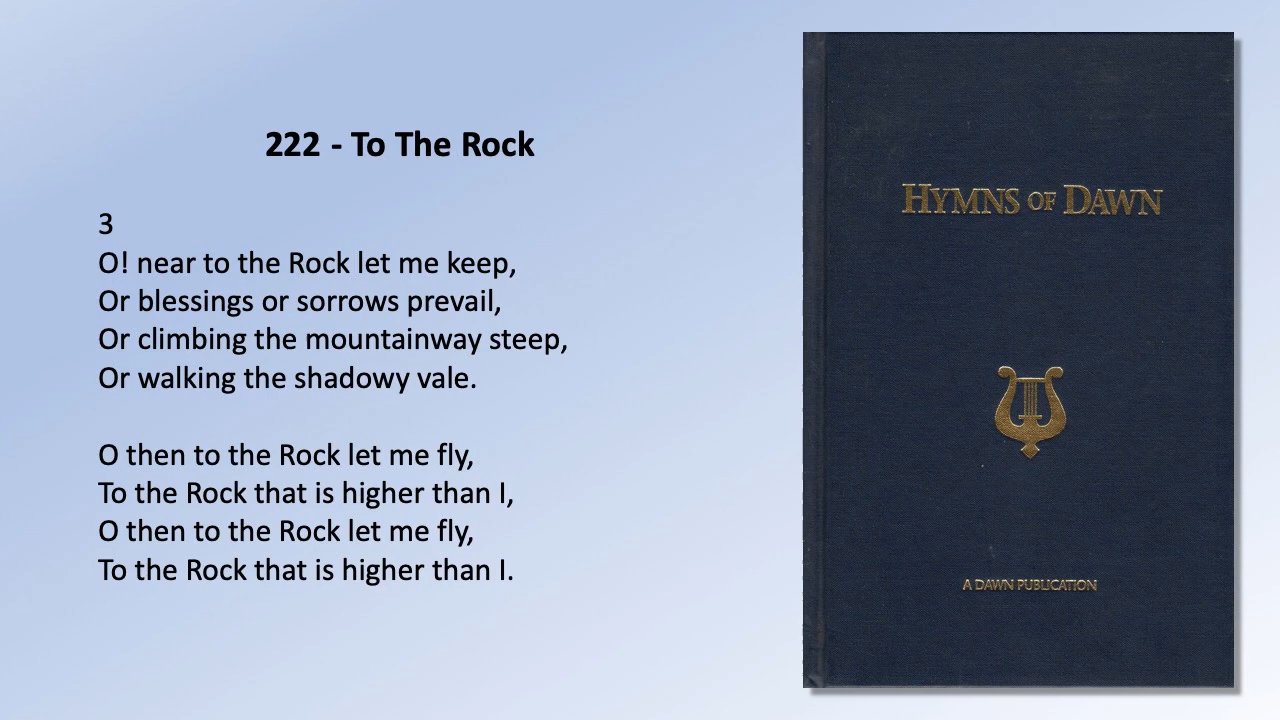 222 - To The Rock
3
O! near to the Rock let me keep,
Or blessings or sorrows prevail,
Or climbing the mountainway steep,
Or walking the shadowy vale.
O then to the Rock let me fly,
To the Rock that is higher than I,
O then to the Rock let me fly,
To the Rock that is higher than I.
HYMNS OF DAWN
A DAWN PUBLICATION